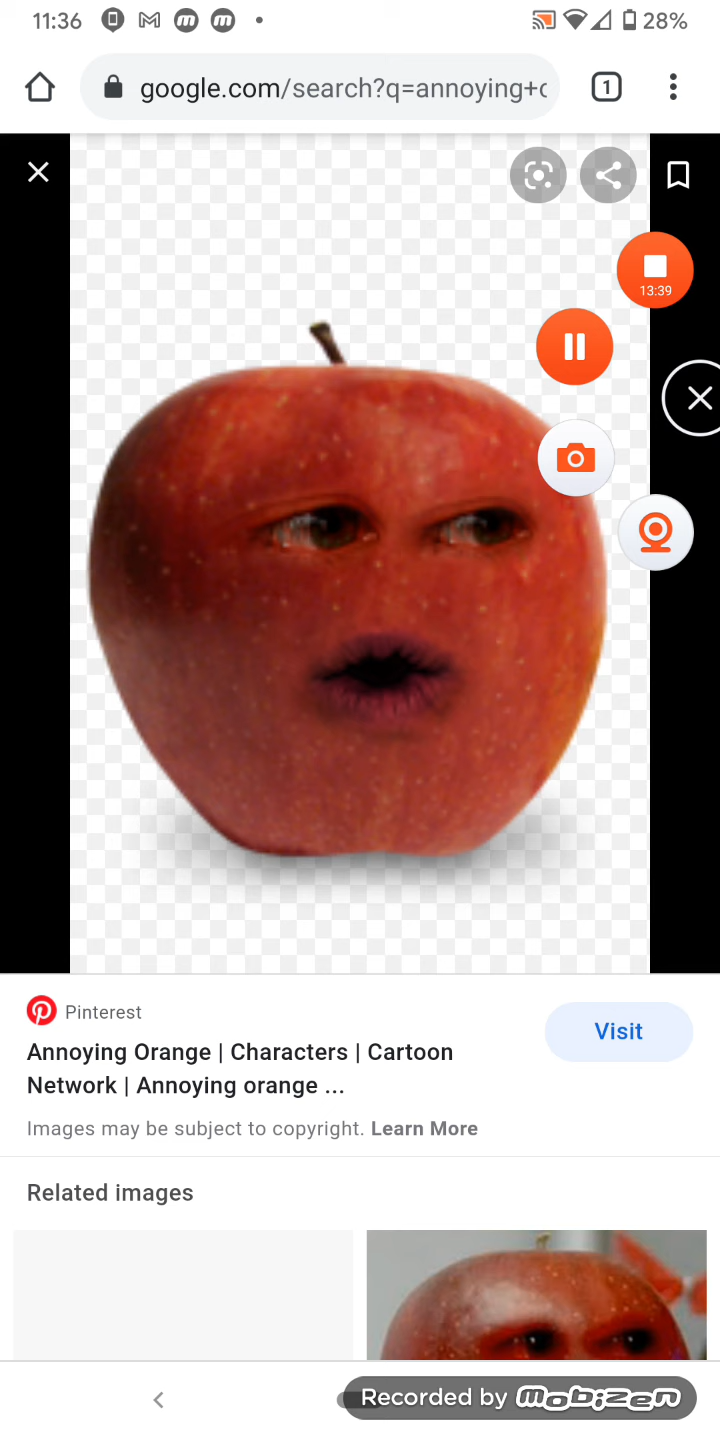 11:36
28%
google.com/search?q=annoying+c
1
13:39
Pinterest
Annoying Orange | Characters | Cartoon
Network | Annoying orange ...
Visit
Images may be subject to copyright. Learn More
Related images
Recorded by mobizen